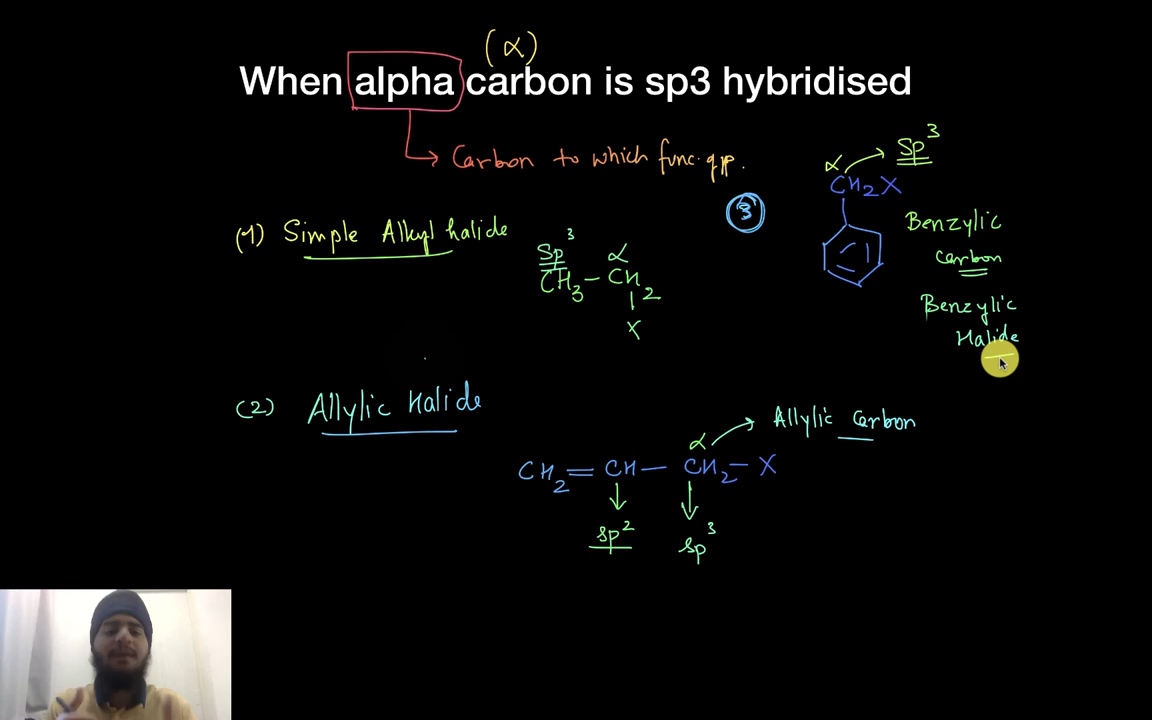 (α)
When alpha carbon is sp3 hybridised
Carbon to which func. grp.
(1) Simple Alkyl halide
Sp3 α
CH3 - CH2
X
3
α Sp3
CH2X
Benzylic
carbon
Benzylic
Halide
(2) Allylic Halide
α Allylic Carbon
CH2 = CH - CH2 - X
sp2 sp3